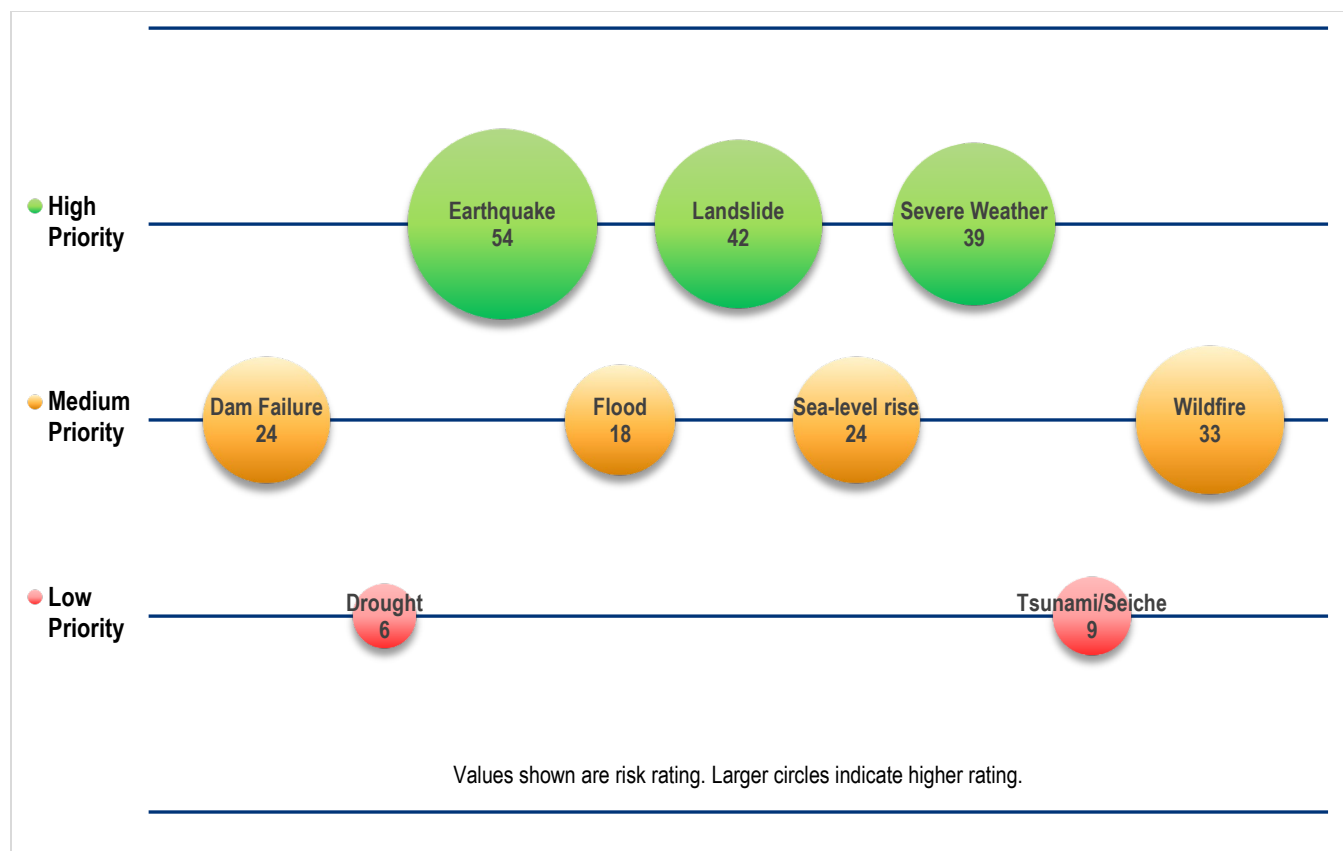 High
Priority
Earthquake
54
Landslide
42
Severe Weather
39
Medium
Priority
Dam Failure
24
Flood
18
Sea-level rise
24
Wildfire
33
Low
Priority
Drought
6
Tsunami/Seiche
9
Values shown are risk rating. Larger circles indicate higher rating.